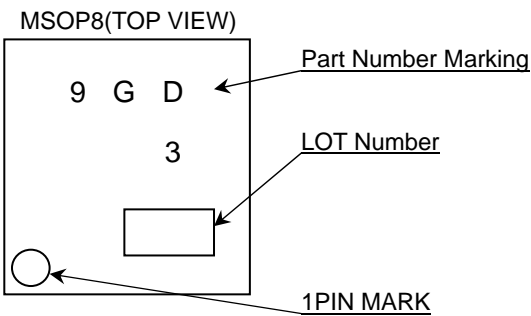 MSOP8(TOP VIEW)
Part Number Marking
9 G D
3
LOT Number
1PIN MARK